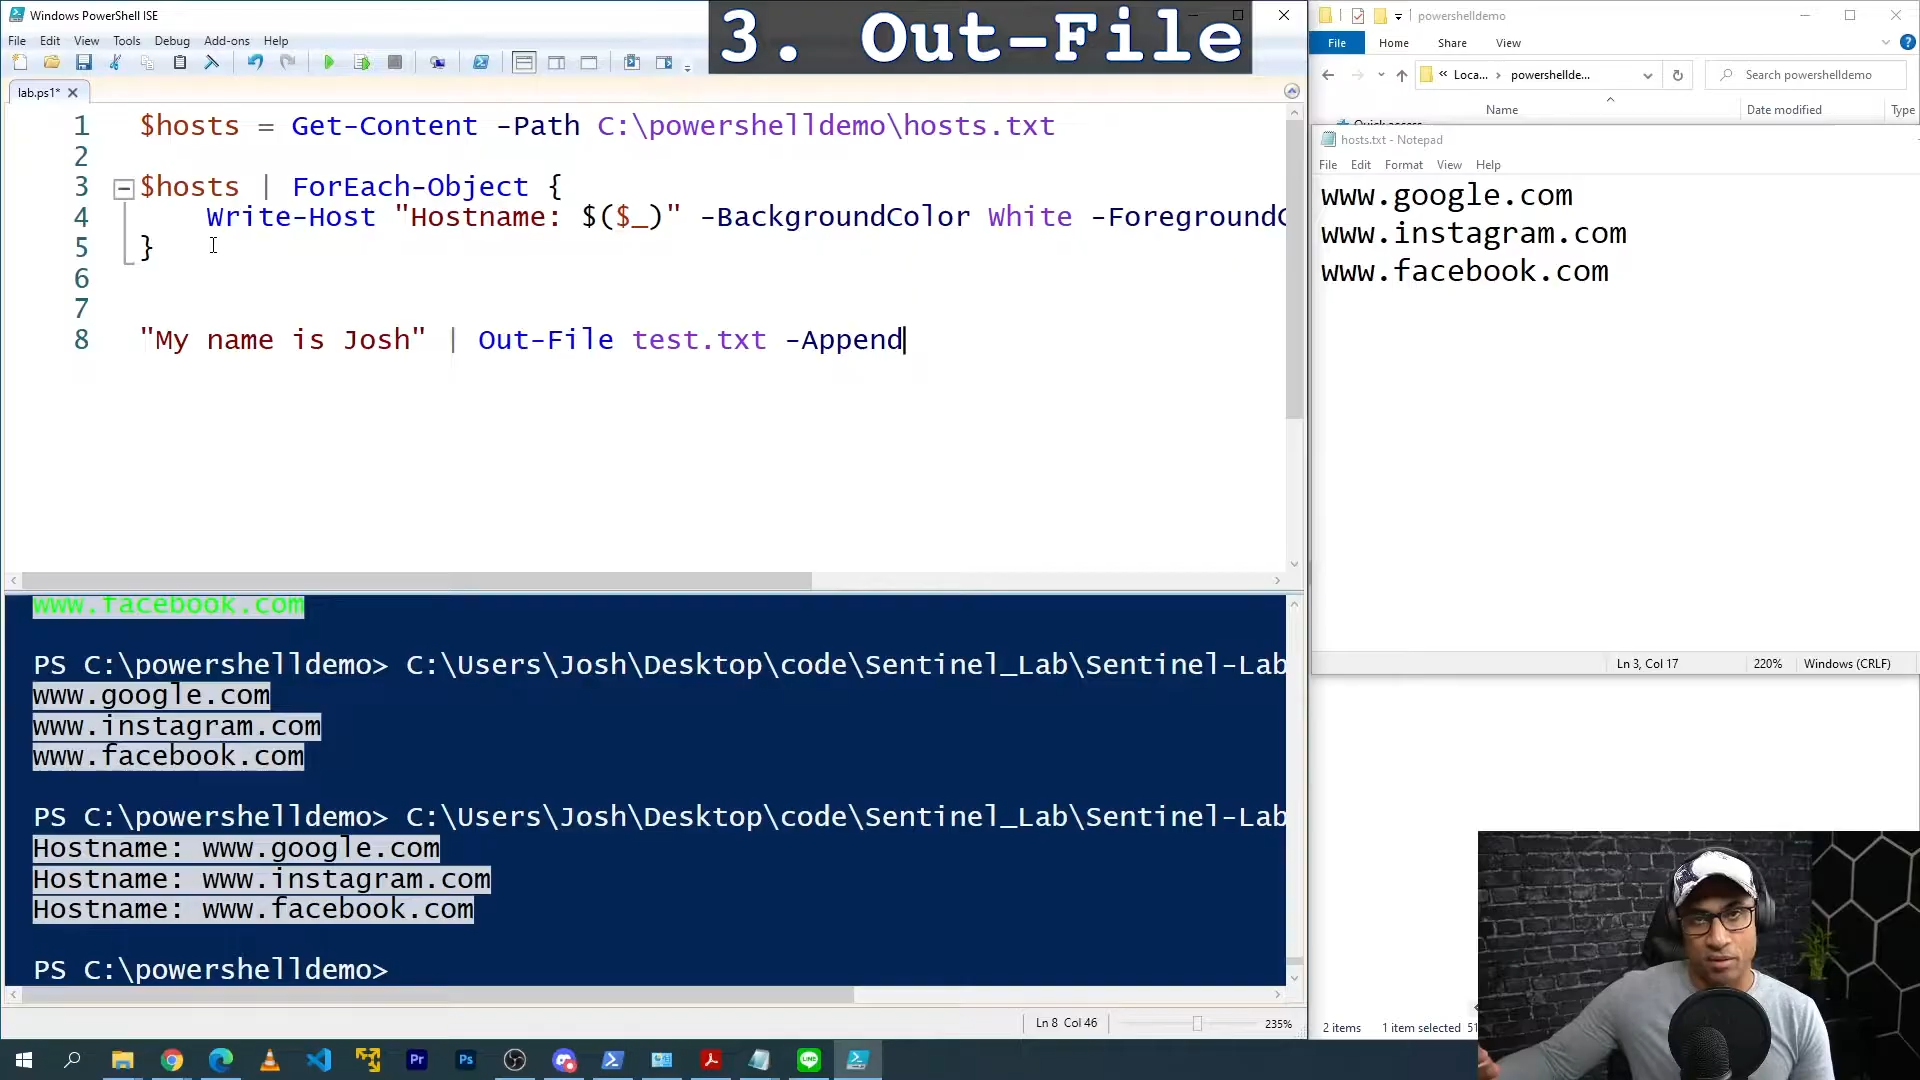 Windows PowerShell ISE
3. Out-File
File Edit View Tools Debug Add-ons Help
lab.ps1*
1 $hosts = Get-Content -Path C:\powershelldemo\hosts.txt
2
3 $hosts | ForEach-Object {
4 Write-Host "Hostname: $($_)" -BackgroundColor White -ForegroundC
5 }
6
7
8 "My name is Josh" | Out-File test.txt -Append
www.facebook.com
PS C:\powershelldemo> C:\Users\Josh\Desktop\code\Sentinel_Lab\Sentinel-Lab
www.google.com
www.instagram.com
www.facebook.com
PS C:\powershelldemo> C:\Users\Josh\Desktop\code\Sentinel_Lab\Sentinel-Lab
Hostname: www.google.com
Hostname: www.instagram.com
Hostname: www.facebook.com
PS C:\powershelldemo>
Ln 8 Col 46
235%
powershelldemo
File Home Share View
« Loca... › powershellde...
Search powershelldemo
Name Date modified Type
Quick access
hosts.txt - Notepad
File Edit Format View Help
www.google.com
www.instagram.com
www.facebook.com
Ln 3, Col 17 220% Windows (CRLF)
2 items 1 item selected 51
Pr
Ps
LINE